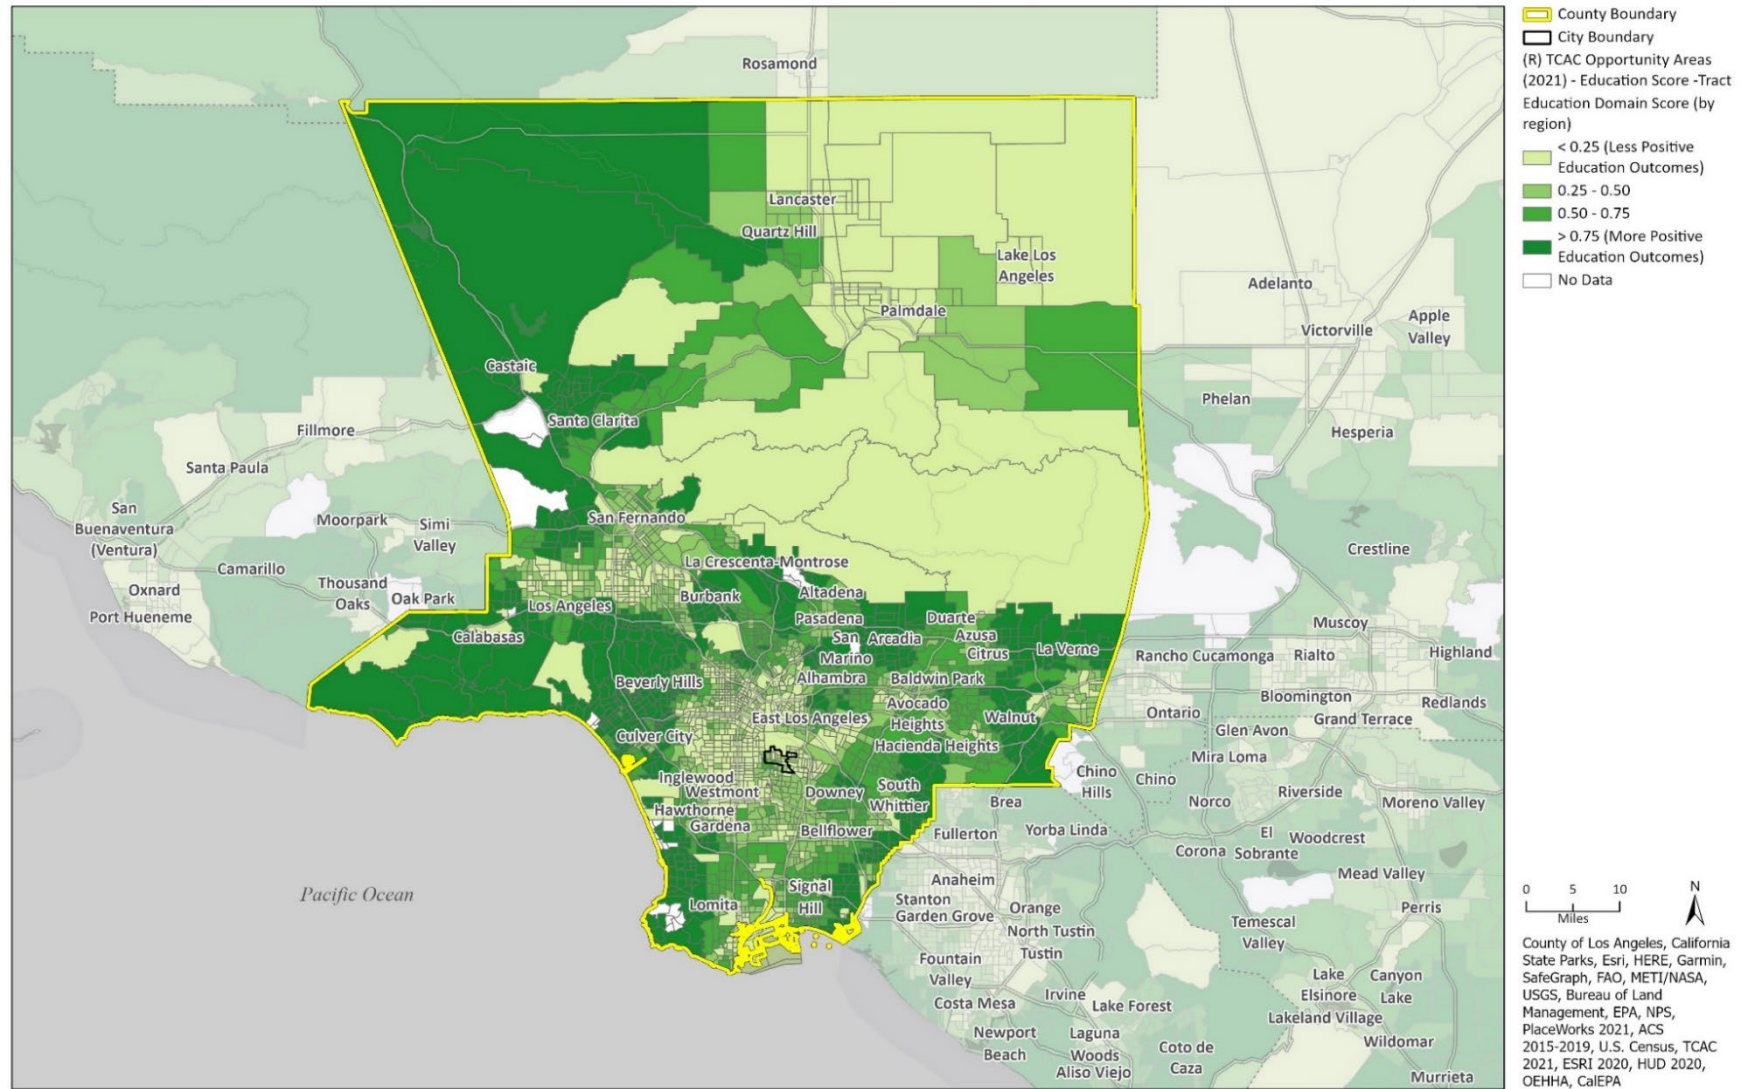 Rosamond
Lancaster
Quartz Hill
Lake Los
Angeles
Adelanto
Palmdale
Victorville
Apple
Valley
Castaic
Santa Clarita
Phelan
Hesperia
Fillmore
Santa Paula
San
Buenaventura
(Ventura)
Moorpark
Simi
Valley
San Fernando
Crestline
Camarillo
La Crescenta-Montrose
Oxnard
Port Hueneme
Thousand
Oaks
Oak Park
Los Angeles
Burbank
Altadena
Pasadena
Duarte
Calabasas
San
Marino
Arcadia
Azusa
Citrus
La Verne
Muscoy
Rancho Cucamonga
Rialto
Highland
Beverly Hills
Alhambra
Baldwin Park
Bloomington
Redlands
East Los Angeles
Avocado
Heights
Walnut
Ontario
Grand Terrace
Culver City
Hacienda Heights
Glen Avon
Mira Loma
Inglewood
Westmont
Downey
South
Whittier
Chino
Hills
Chino
Riverside
Hawthorne
Gardena
Bellflower
Brea
Norco
Moreno Valley
Fullerton
Yorba Linda
El
Sobrante
Woodcrest
Corona
Mead Valley
Pacific Ocean
Lomita
Signal
Hill
Anaheim
Stanton
Garden Grove
Orange
North Tustin
Tustin
Temescal
Valley
Perris
Fountain
Valley
Costa Mesa
Irvine
Lake Forest
Lake
Elsinore
Canyon
Lake
Lakeland Village
Newport
Beach
Laguna
Woods
Aliso Viejo
Coto de
Caza
Wildomar
Murrieta
County Boundary
City Boundary
(R) TCAC Opportunity Areas
(2021) - Education Score -Tract
Education Domain Score (by
region)
< 0.25 (Less Positive
Education Outcomes)
0.25 - 0.50
0.50 - 0.75
> 0.75 (More Positive
Education Outcomes)
No Data
0 5 10
Miles
N
County of Los Angeles, California
State Parks, Esri, HERE, Garmin,
SafeGraph, FAO, METI/NASA,
USGS, Bureau of Land
Management, EPA, NPS,
PlaceWorks 2021, ACS
2015-2019, U.S. Census, TCAC
2021, ESRI 2020, HUD 2020,
OEHHA, CalEPA